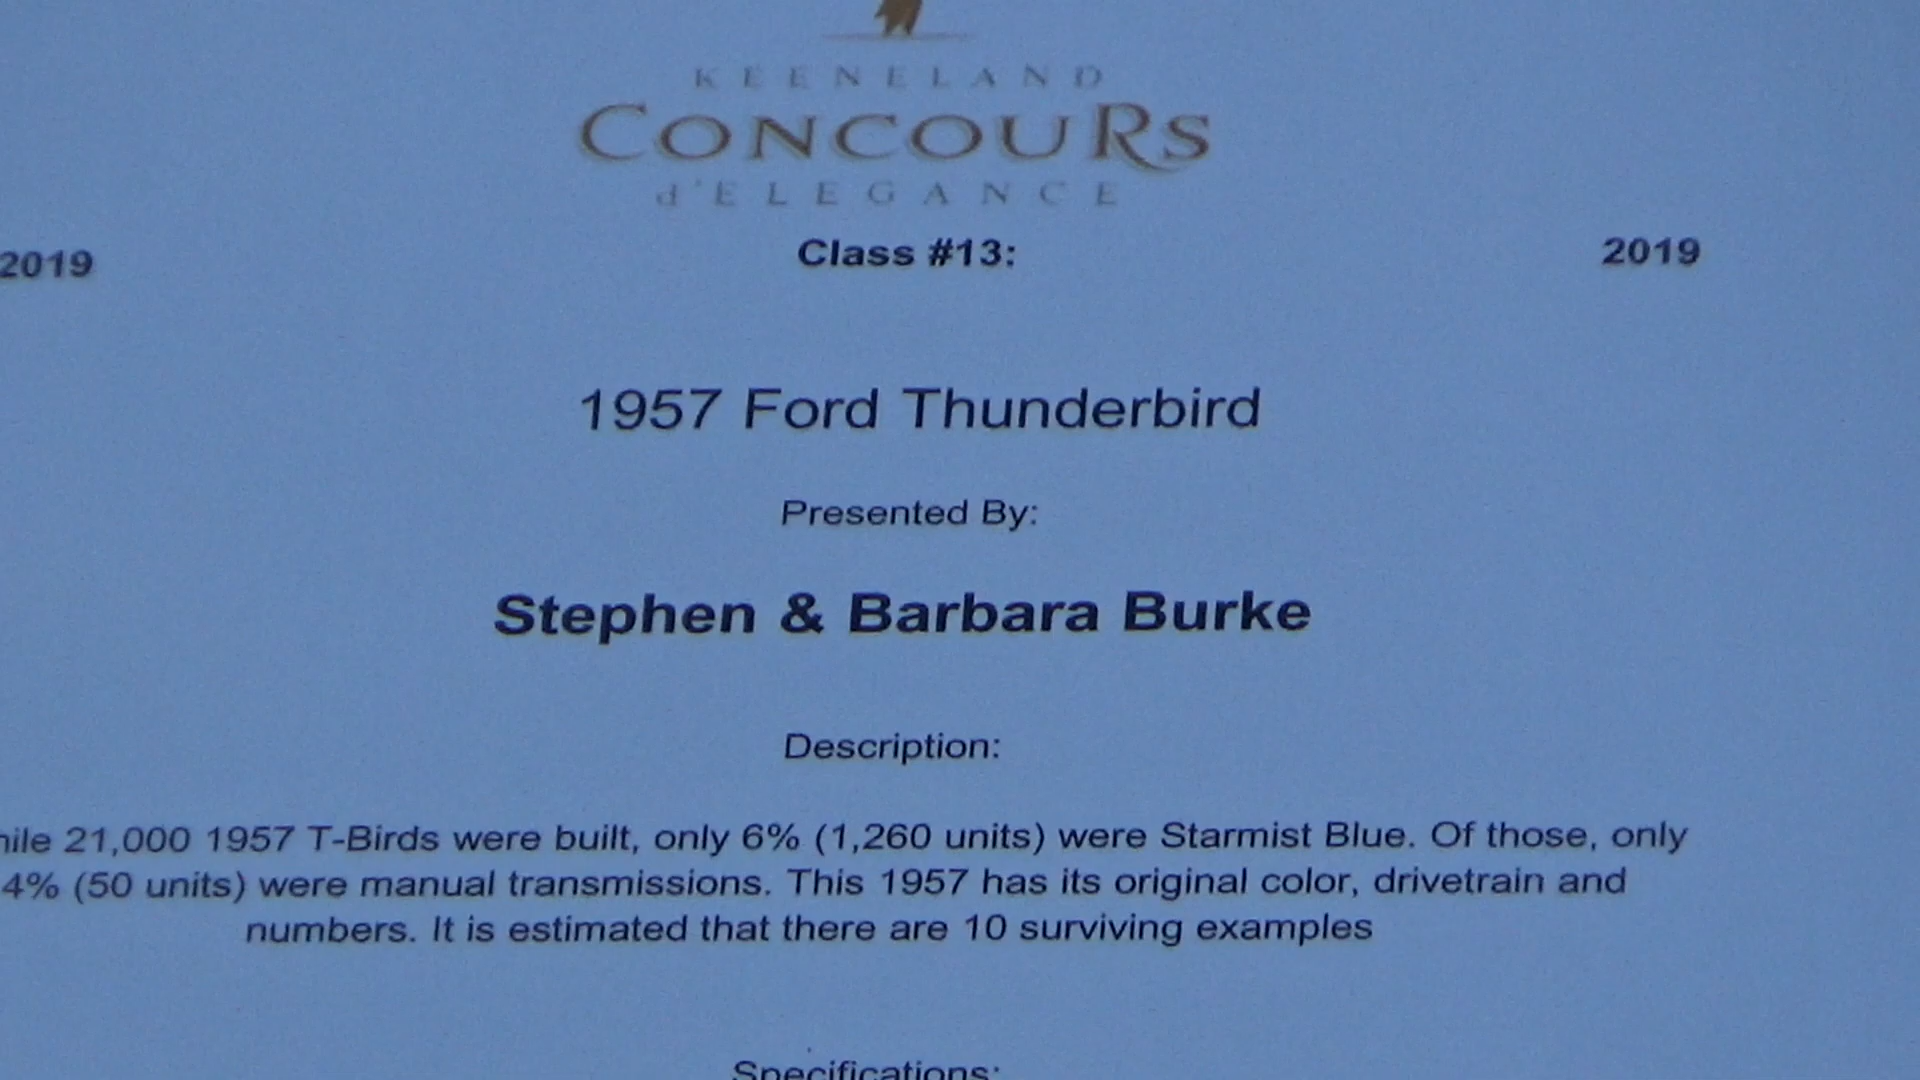 KEENELAND
CONCOURS
d'ELEGANCE
2019 Class #13: 2019
1957 Ford Thunderbird
Presented By:
Stephen & Barbara Burke
Description:
hile 21,000 1957 T-Birds were built, only 6% (1,260 units) were Starmist Blue. Of those, only
4% (50 units) were manual transmissions. This 1957 has its original color, drivetrain and
numbers. It is estimated that there are 10 surviving examples
Specifications: